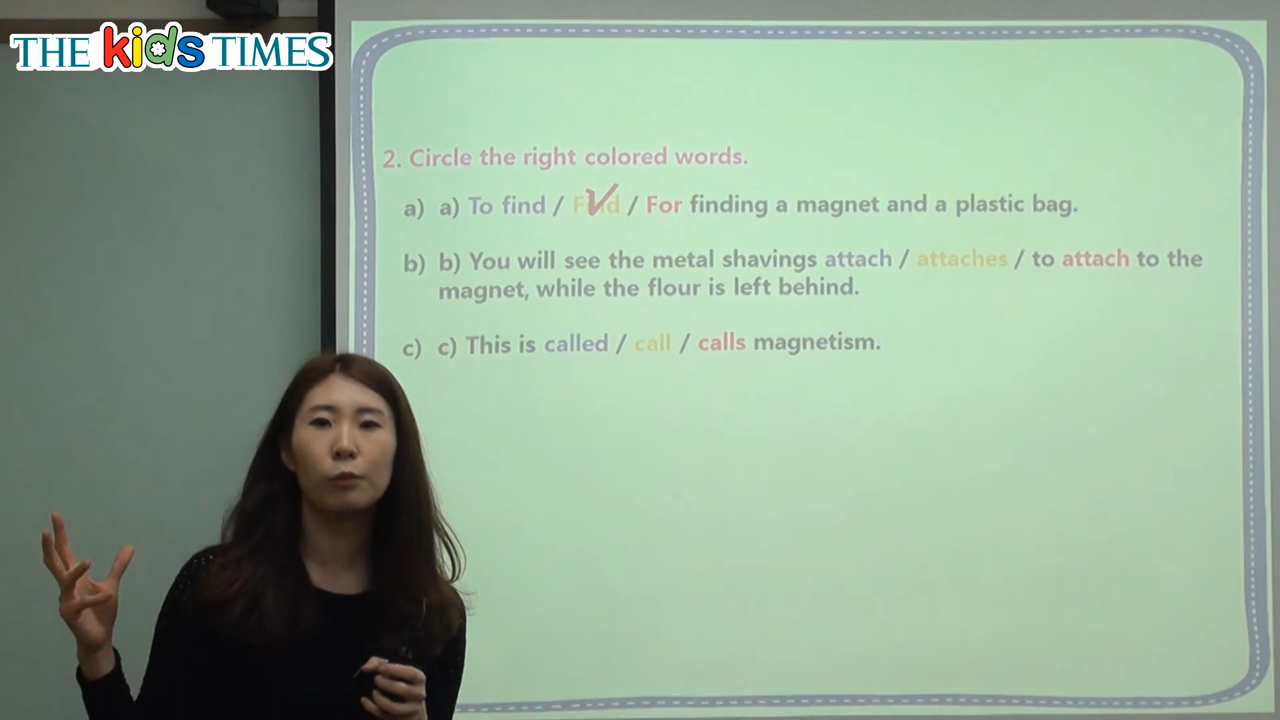 THE kids TIMES
2. Circle the right colored words.
a) a) To find / Find / For finding a magnet and a plastic bag.
b) b) You will see the metal shavings attach / attaches / to attach to the
magnet, while the flour is left behind.
c) c) This is called / call / calls magnetism.